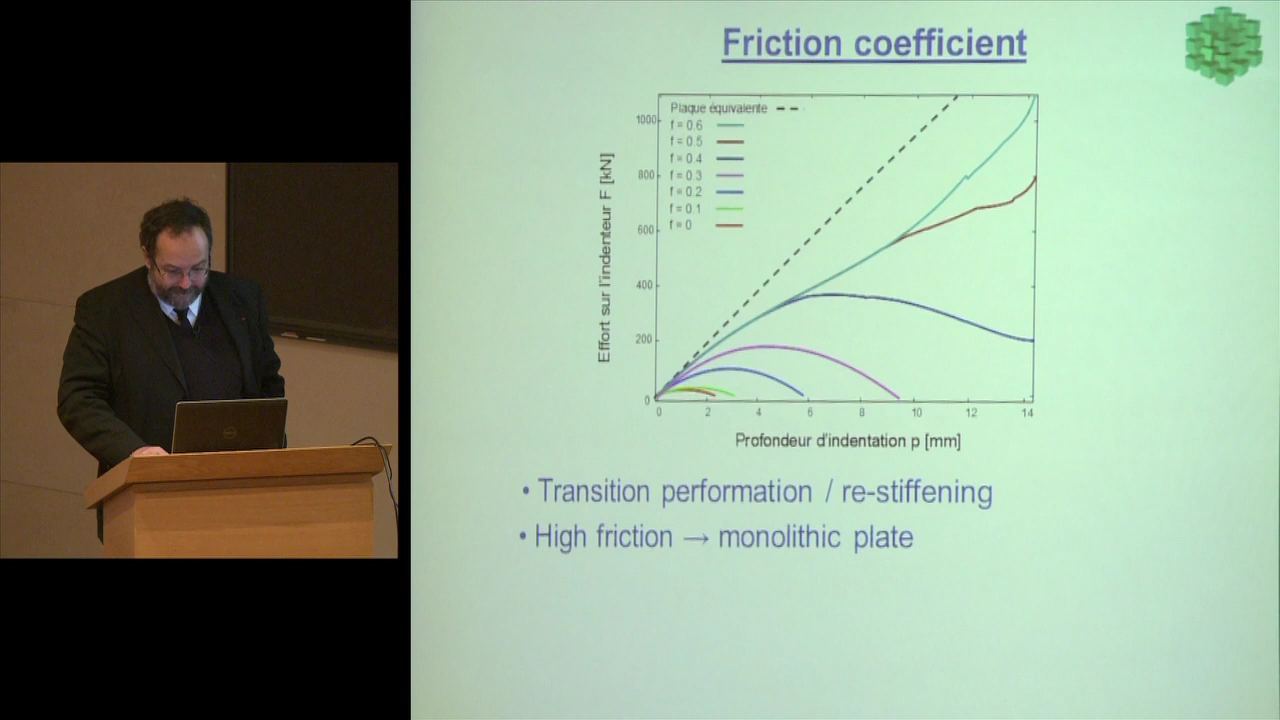 Friction coefficient
Plaque équivalente
f = 0.6
f = 0.5
f = 0.4
f = 0.3
f = 0.2
f = 0.1
f = 0
1000
800
600
400
200
0
Effort sur l'indenteur F [kN]
0 2 4 6 8 10 12 14
Profondeur d'indentation p [mm]
• Transition performation / re-stiffening
• High friction → monolithic plate